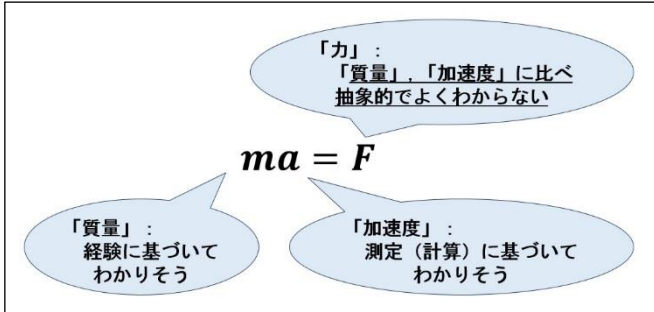 「力」：
「質量」，「加速度」に比べ
抽象的でよくわからない
ma = F
「質量」：
経験に基づいて
わかりそう
「加速度」：
測定（計算）に基づいて
わかりそう